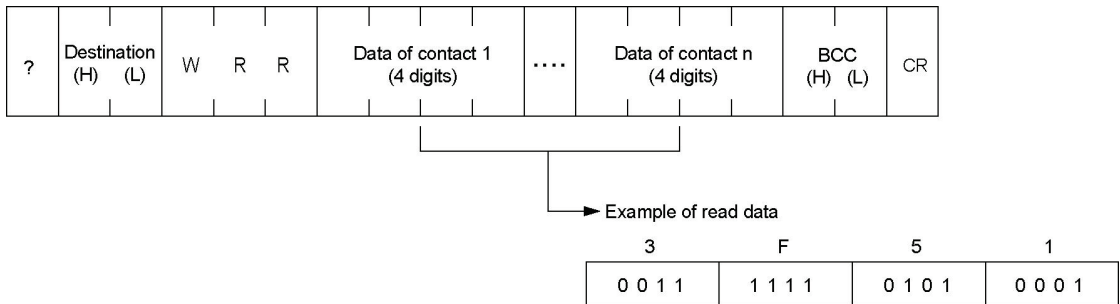 ?
Destination
(H) (L)
W R R
Data of contact 1
(4 digits)
....
Data of contact n
(4 digits)
BCC
(H) (L)
CR
Example of read data
3 F 5 1
0 0 1 1 1 1 1 1 0 1 0 1 0 0 0 1